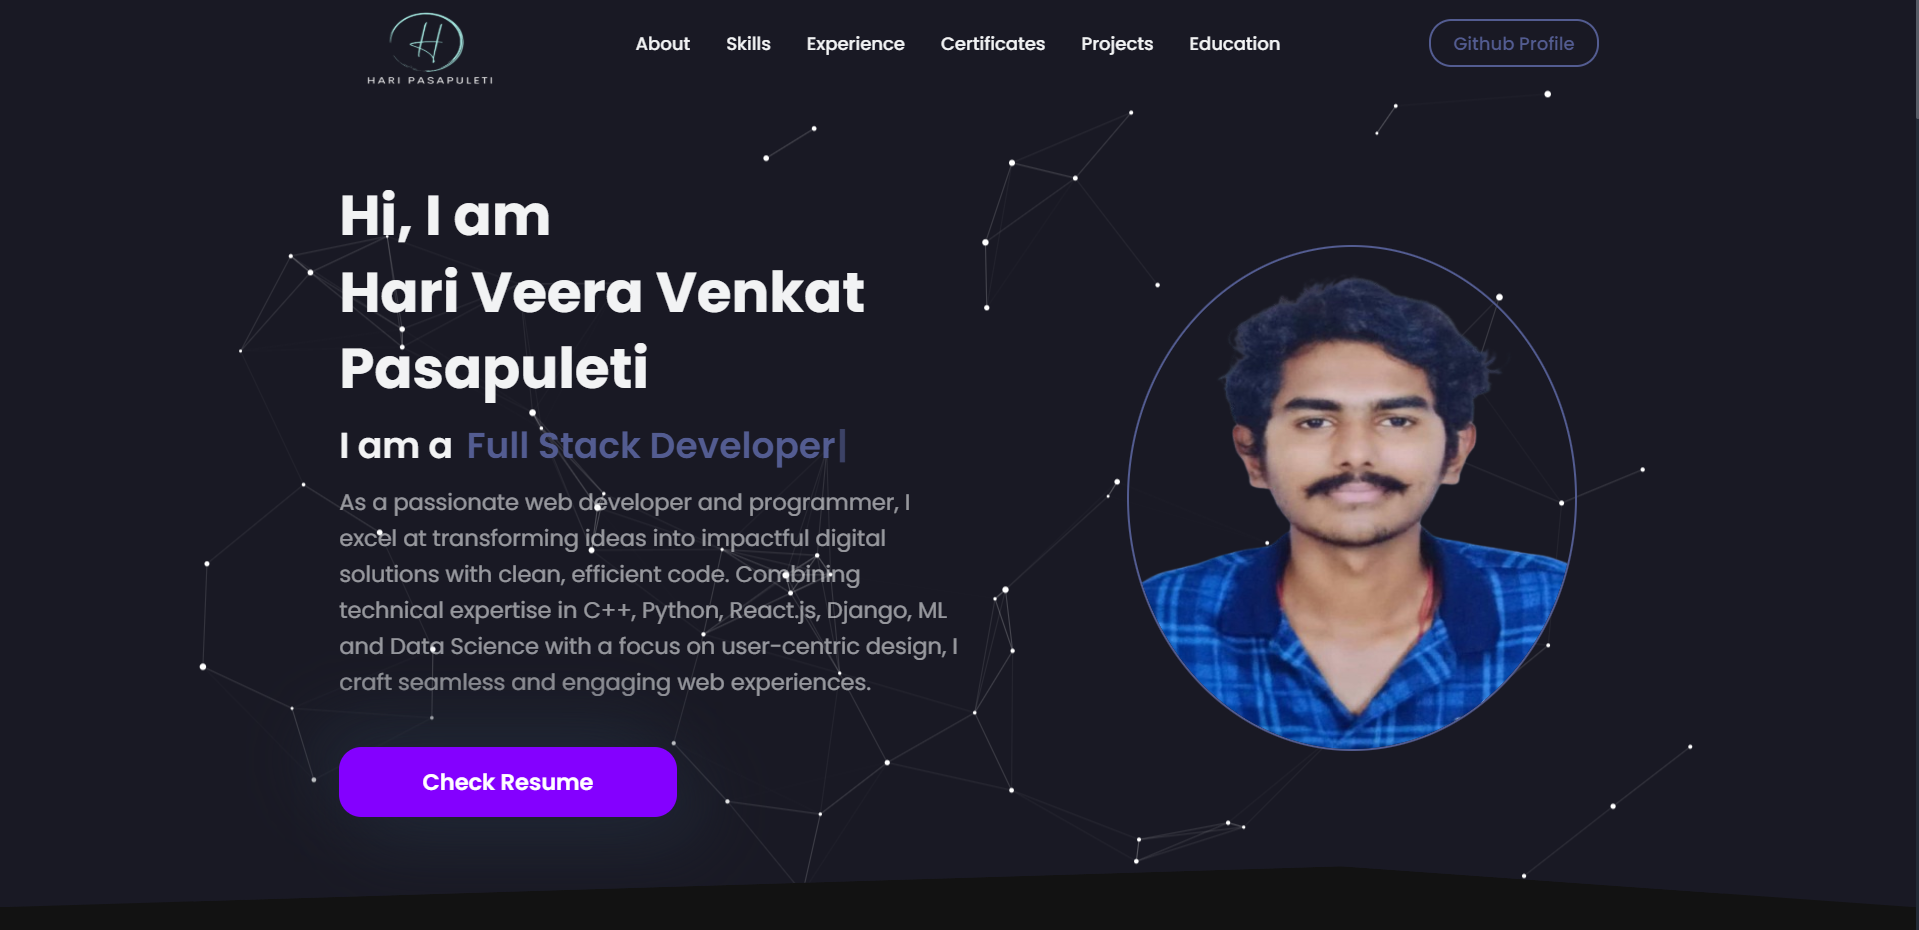 H
HARI PASAPULETI
About Skills Experience Certificates Projects Education
Github Profile
Hi, I am
Hari Veera Venkat
Pasapuleti
I am a Full Stack Developer|
As a passionate web developer and programmer, I
excel at transforming ideas into impactful digital
solutions with clean, efficient code. Combining
technical expertise in C++, Python, React.js, Django, ML
and Data Science with a focus on user-centric design, I
craft seamless and engaging web experiences.
Check Resume